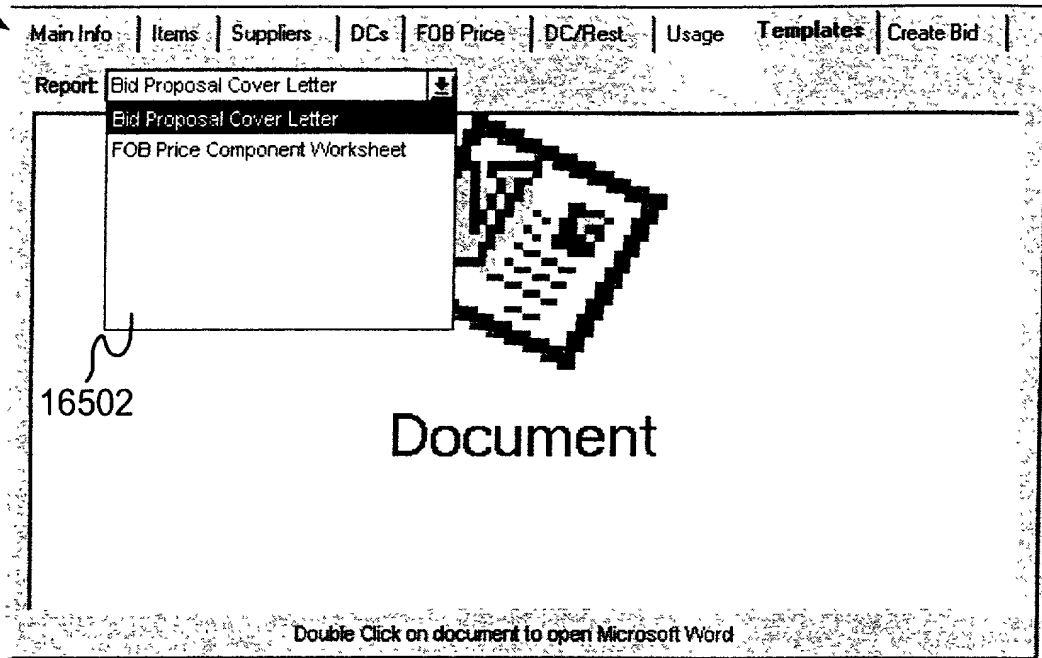 Main Info Items Suppliers DCs FOB Price DC/Rest. Usage Templates Create Bid
Report: Bid Proposal Cover Letter
Bid Proposal Cover Letter
FOB Price Component Worksheet
16502
Document
Double Click on document to open Microsoft Word